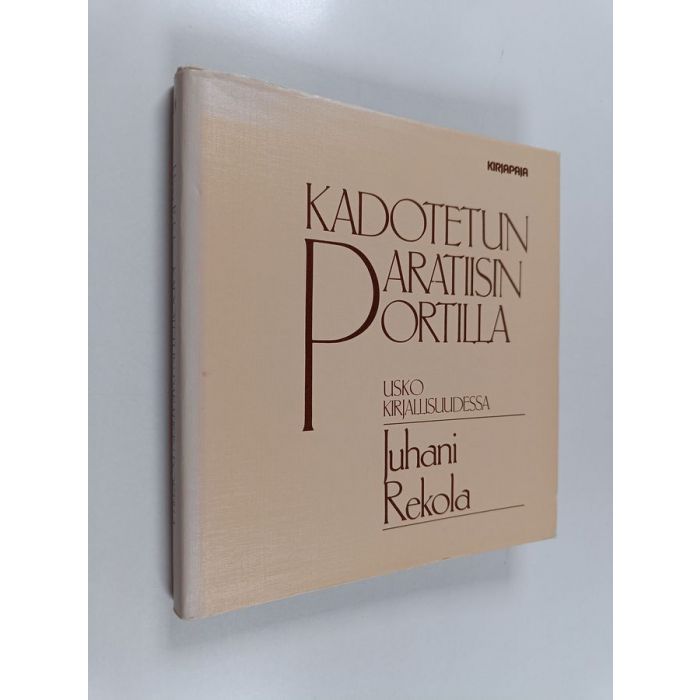 KIRJAPAJA
KADOTETUN
PARATIISIN
PORTILLA
USKO
KIRJALLISUUDESSA
Juhani
Rekola